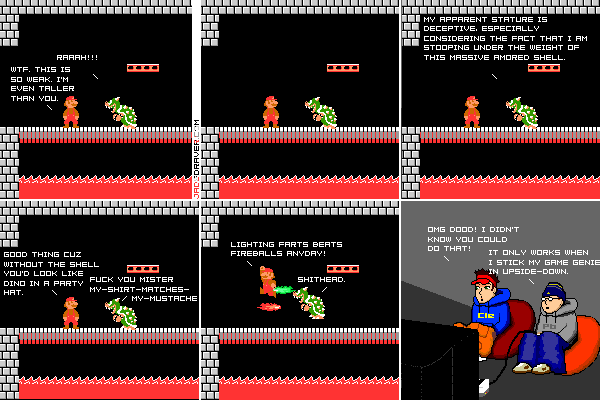 RAAAH!!!
WTF. THIS IS
SO WEAK. I'M
EVEN TALLER
THAN YOU.
MY APPARENT STATURE IS
DECEPTIVE, ESPECIALLY
CONSIDERING THE FACT THAT I AM
STOOPING UNDER THE WEIGHT OF
THIS MASSIVE AMORED SHELL.
GOOD THING CUZ
WITHOUT THE SHELL
YOU'D LOOK LIKE
DINO IN A PARTY
HAT.
FUCK YOU MISTER
MY-SHIRT-MATCHES-
MY-MUSTACHE
LIGHTING FARTS BEATS
FIREBALLS ANYDAY!
SHITHEAD.
OMG DOOD! I DIDN'T
KNOW YOU COULD
DO THAT!
IT ONLY WORKS WHEN
I STICK MY GAME GENIE
IN UPSIDE-DOWN.
PD